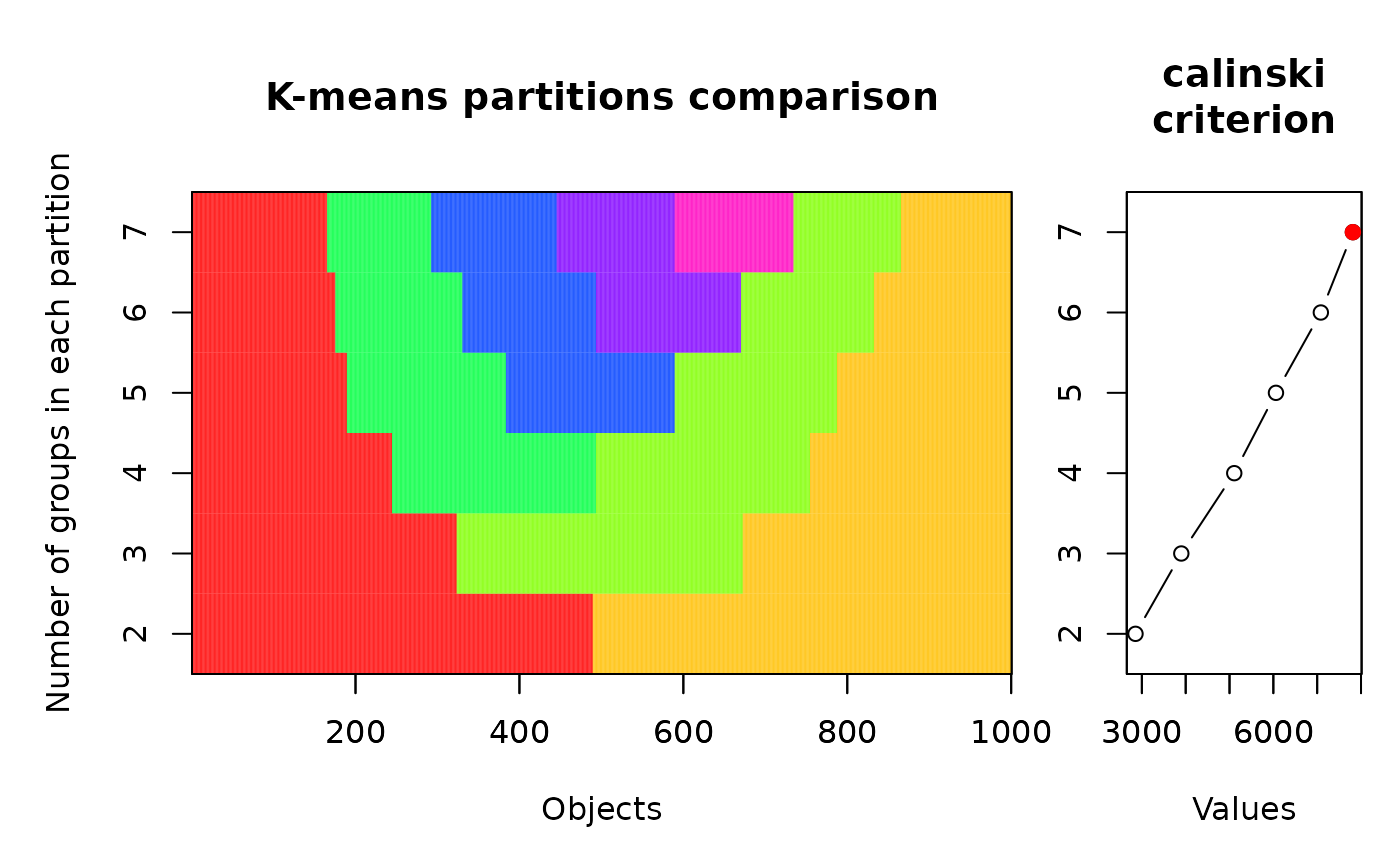 K-means partitions comparison
Number of groups in each partition
7
6
5
4
3
2
200 400 600 800 1000
Objects
calinski
criterion
7
6
5
4
3
2
3000 6000
Values